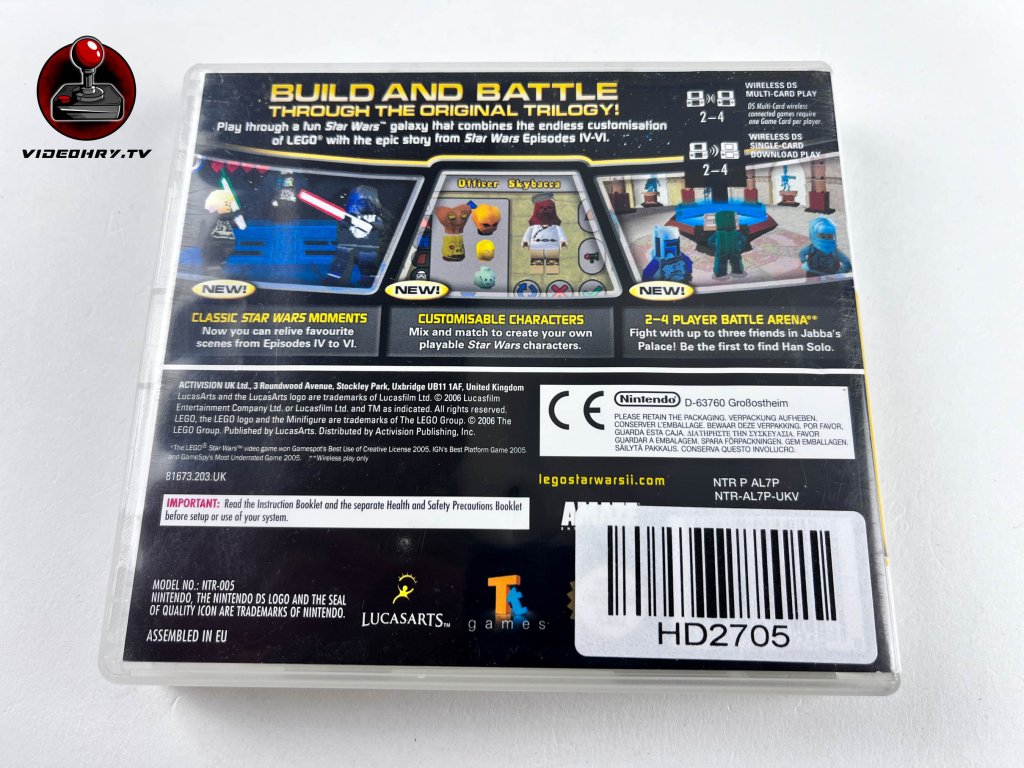 VIDEOHRY.TV
BUILD AND BATTLE
THROUGH THE ORIGINAL TRILOGY!
Play through a fun Star Wars™ galaxy that combines the endless customisation
of LEGO® with the epic story from Star Wars Episodes IV-VI.
WIRELESS DS
MULTI-CARD PLAY
2-4
DS Multi-Card wireless
connected games require
one Game Card per player.
WIRELESS DS
SINGLE-CARD
DOWNLOAD PLAY
2-4
Officer Skybacca
NEW!
NEW!
NEW!
CLASSIC STAR WARS MOMENTS
Now you can relive favourite
scenes from Episodes IV to VI.
CUSTOMISABLE CHARACTERS
Mix and match to create your own
playable Star Wars characters.
2-4 PLAYER BATTLE ARENA**
Fight with up to three friends in Jabba's
Palace! Be the first to find Han Solo.
ACTIVISION UK Ltd., 3 Roundwood Avenue, Stockley Park, Uxbridge UB11 1AF, United Kingdom
LucasArts and the LucasArts logo are trademarks of Lucasfilm Ltd. © 2006 Lucasfilm
Entertainment Company Ltd. or Lucasfilm Ltd. and TM as indicated. All rights reserved.
LEGO, the LEGO logo and the Minifigure are trademarks of The LEGO Group. © 2006 The
LEGO Group. Published by LucasArts. Distributed by Activision Publishing, Inc.
*The LEGO® Star Wars™ video game won Gamespot's Best Use of Creative License 2005, IGN's Best Platform Game 2005
and GameSpy's Most Underrated Game 2005. **Wireless play only
81673.203.UK
CE
Nintendo
D-63760 Großostheim
PLEASE RETAIN THE PACKAGING. VERPACKUNG AUFHEBEN.
CONSERVER L'EMBALLAGE. BEWAAR DEZE VERPAKKING. POR FAVOR,
GUARDAR ESTA CAJA. ΔΙΑΤΗΡΗΣΤΕ ΤΗΝ ΣΥΣΚΕΥΑΣΙΑ. FAVOR
GUARDAR A EMBALAGEM. SPARA FÖRPACKNINGEN. GEM EMBALLAGEN.
SÄILYTÄ PAKKAUS. CONSERVA QUESTO INVOLUCRO.
legostarwarsii.com
NTR P AL7P
NTR-AL7P-UKV
IMPORTANT: Read the Instruction Booklet and the separate Health and Safety Precautions Booklet
before setup or use of your system.
MODEL NO.: NTR-005
NINTENDO, THE NINTENDO DS LOGO AND THE SEAL
OF QUALITY ICON ARE TRADEMARKS OF NINTENDO.
ASSEMBLED IN EU
LUCASARTS™
Tt
games
HD2705